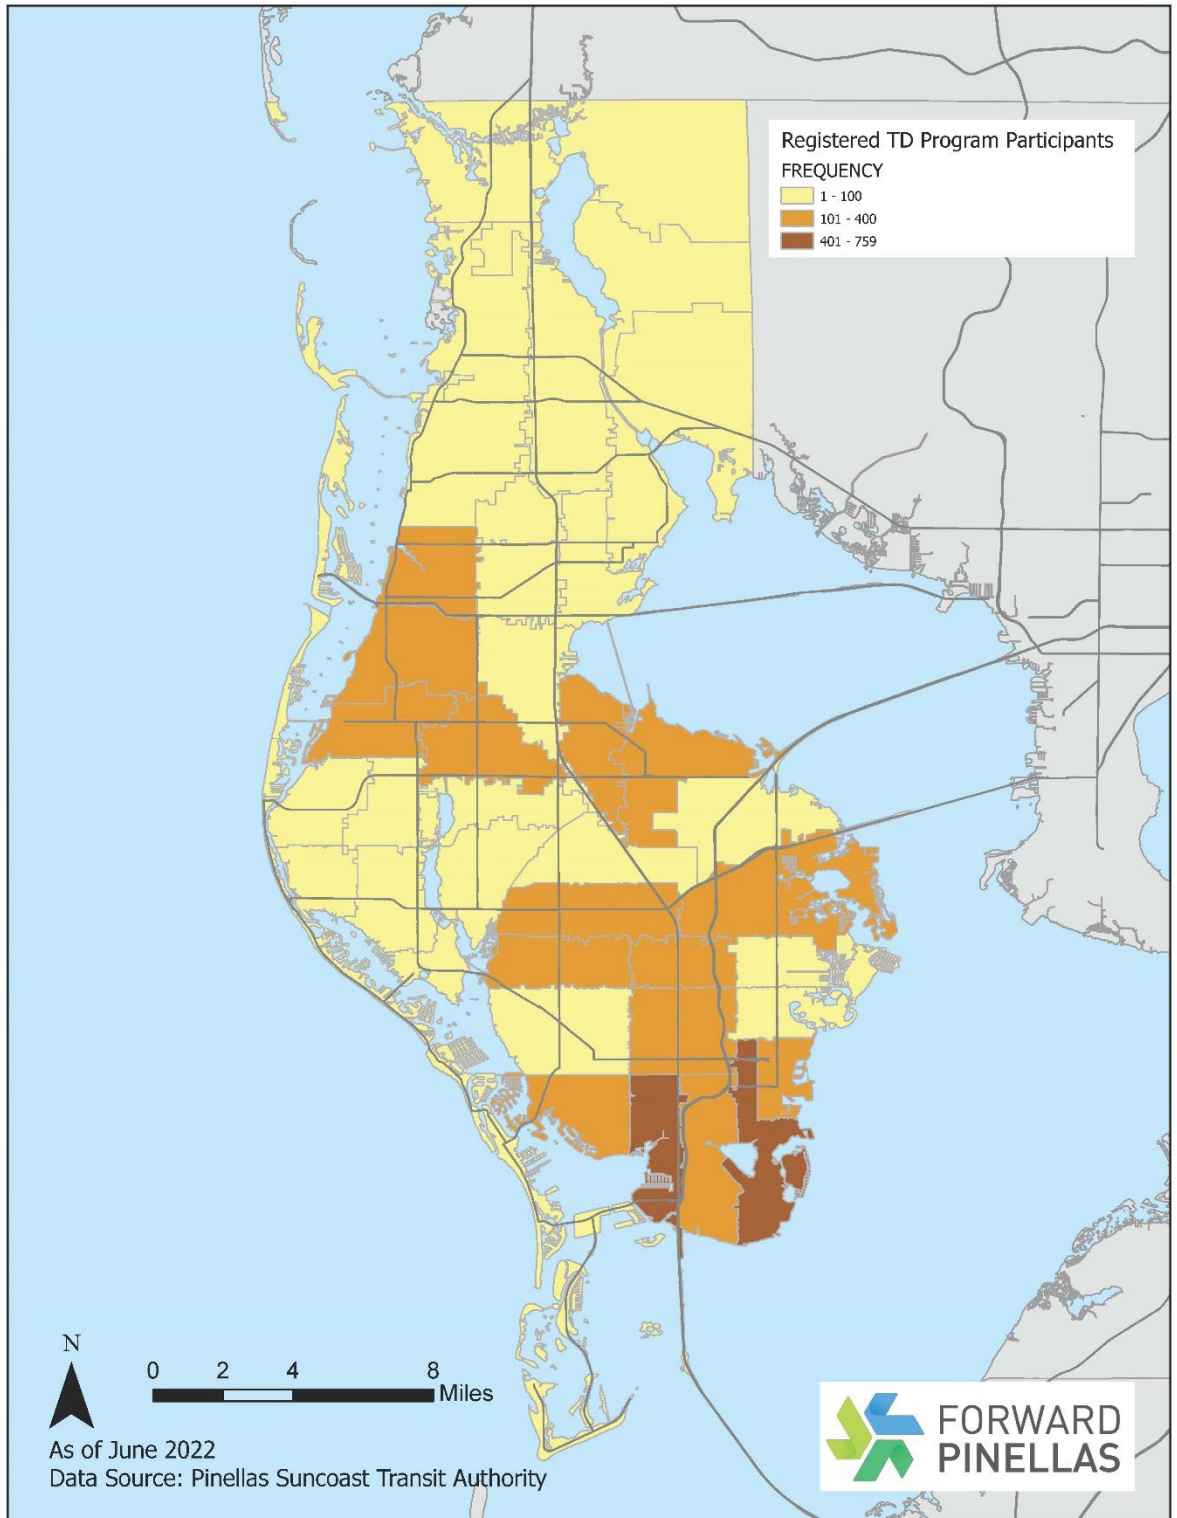 Registered TD Program Participants
FREQUENCY
1 - 100
101 - 400
401 - 759
N
0 2 4 8
Miles
As of June 2022
Data Source: Pinellas Suncoast Transit Authority
FORWARD
PINELLAS